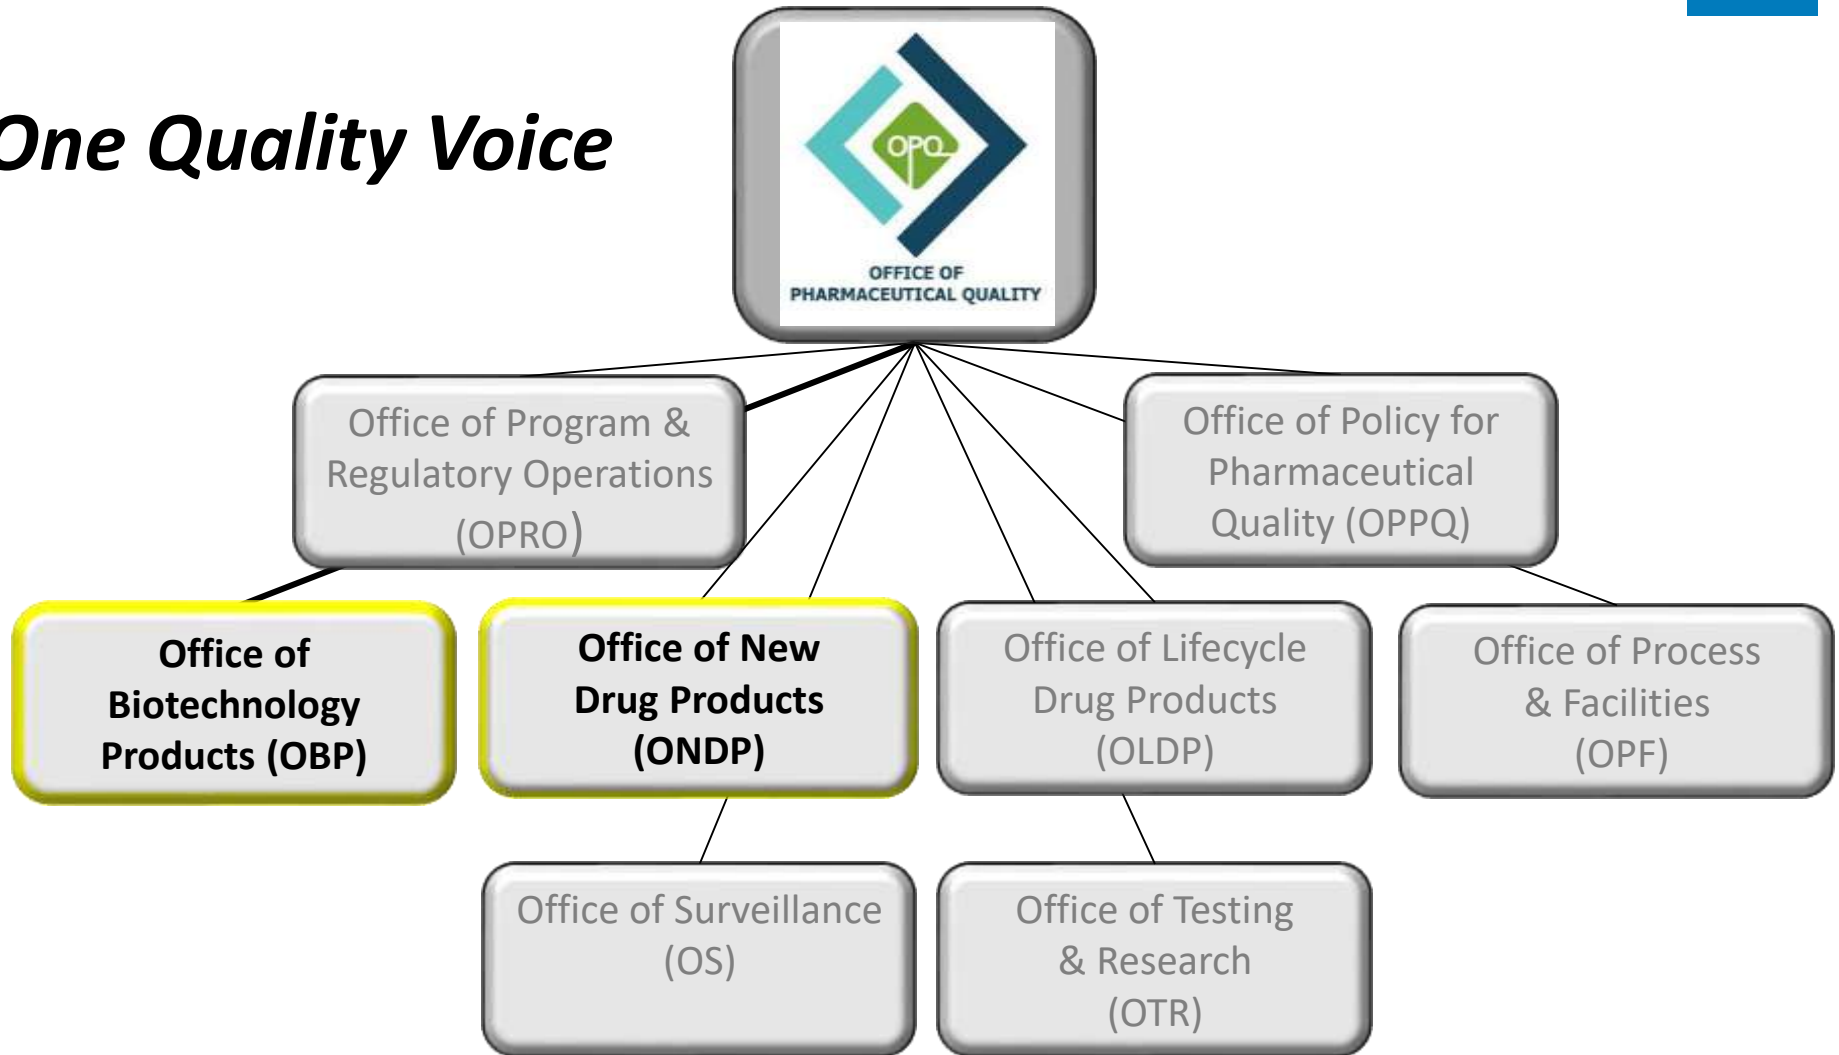 One Quality Voice
OPQ
OFFICE OF
PHARMACEUTICAL QUALITY
Office of Program &
Regulatory Operations
(OPRO)
Office of Policy for
Pharmaceutical
Quality (OPPQ)
Office of
Biotechnology
Products (OBP)
Office of New
Drug Products
(ONDP)
Office of Lifecycle
Drug Products
(OLDP)
Office of Process
& Facilities
(OPF)
Office of Surveillance
(OS)
Office of Testing
& Research
(OTR)